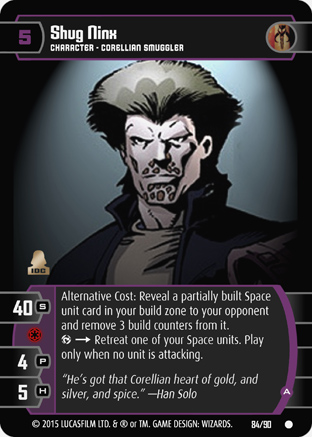 5
Shug Ninx
CHARACTER - CORELLIAN SMUGGLER
IDC
40 S
4 P
5 H
Alternative Cost: Reveal a partially built Space
unit card in your build zone to your opponent
and remove 3 build counters from it.
→ Retreat one of your Space units. Play
only when no unit is attacking.
“He’s got that Corellian heart of gold, and
silver, and spice.” —Han Solo
A
© 2015 LUCASFILM LTD. & ® or TM. GAME DESIGN: WIZARDS.
84/90